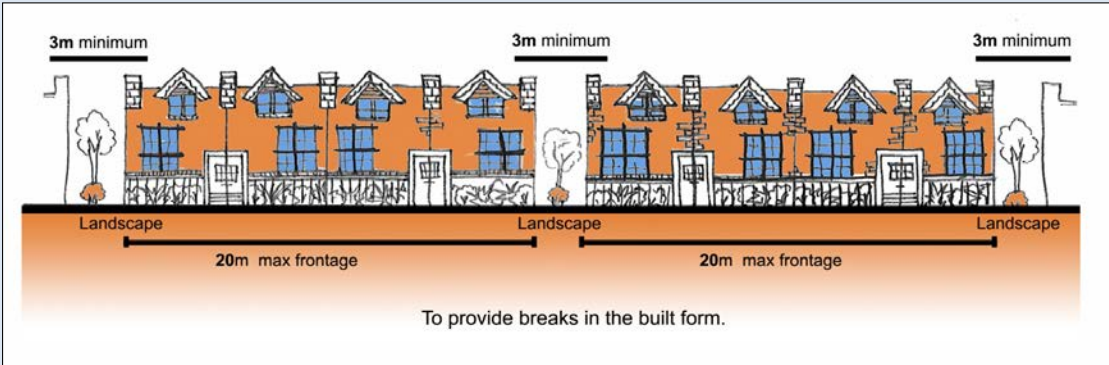 3m minimum
3m minimum
3m minimum
Landscape
Landscape
Landscape
20m max frontage
20m max frontage
To provide breaks in the built form.